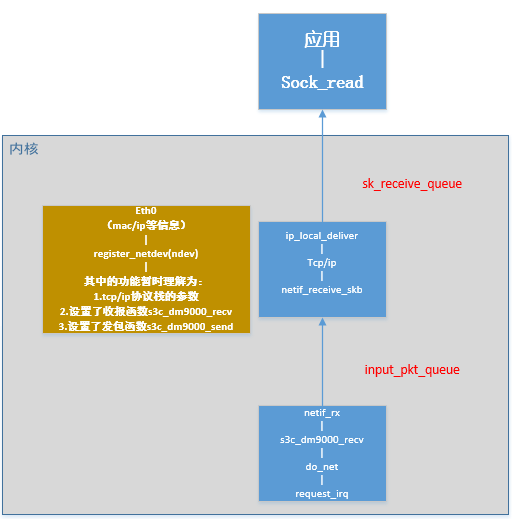 应用
|
Sock_read
内核
sk_receive_queue
Eth0
（mac/ip等信息）
|
register_netdev(ndev)
|
其中的功能暂时理解为：
1.tcp/ip协议栈的参数
2.设置了收报函数s3c_dm9000_recv
3.设置了发包函数s3c_dm9000_send
ip_local_deliver
|
Tcp/ip
|
netif_receive_skb
input_pkt_queue
netif_rx
|
s3c_dm9000_recv
|
do_net
|
request_irq